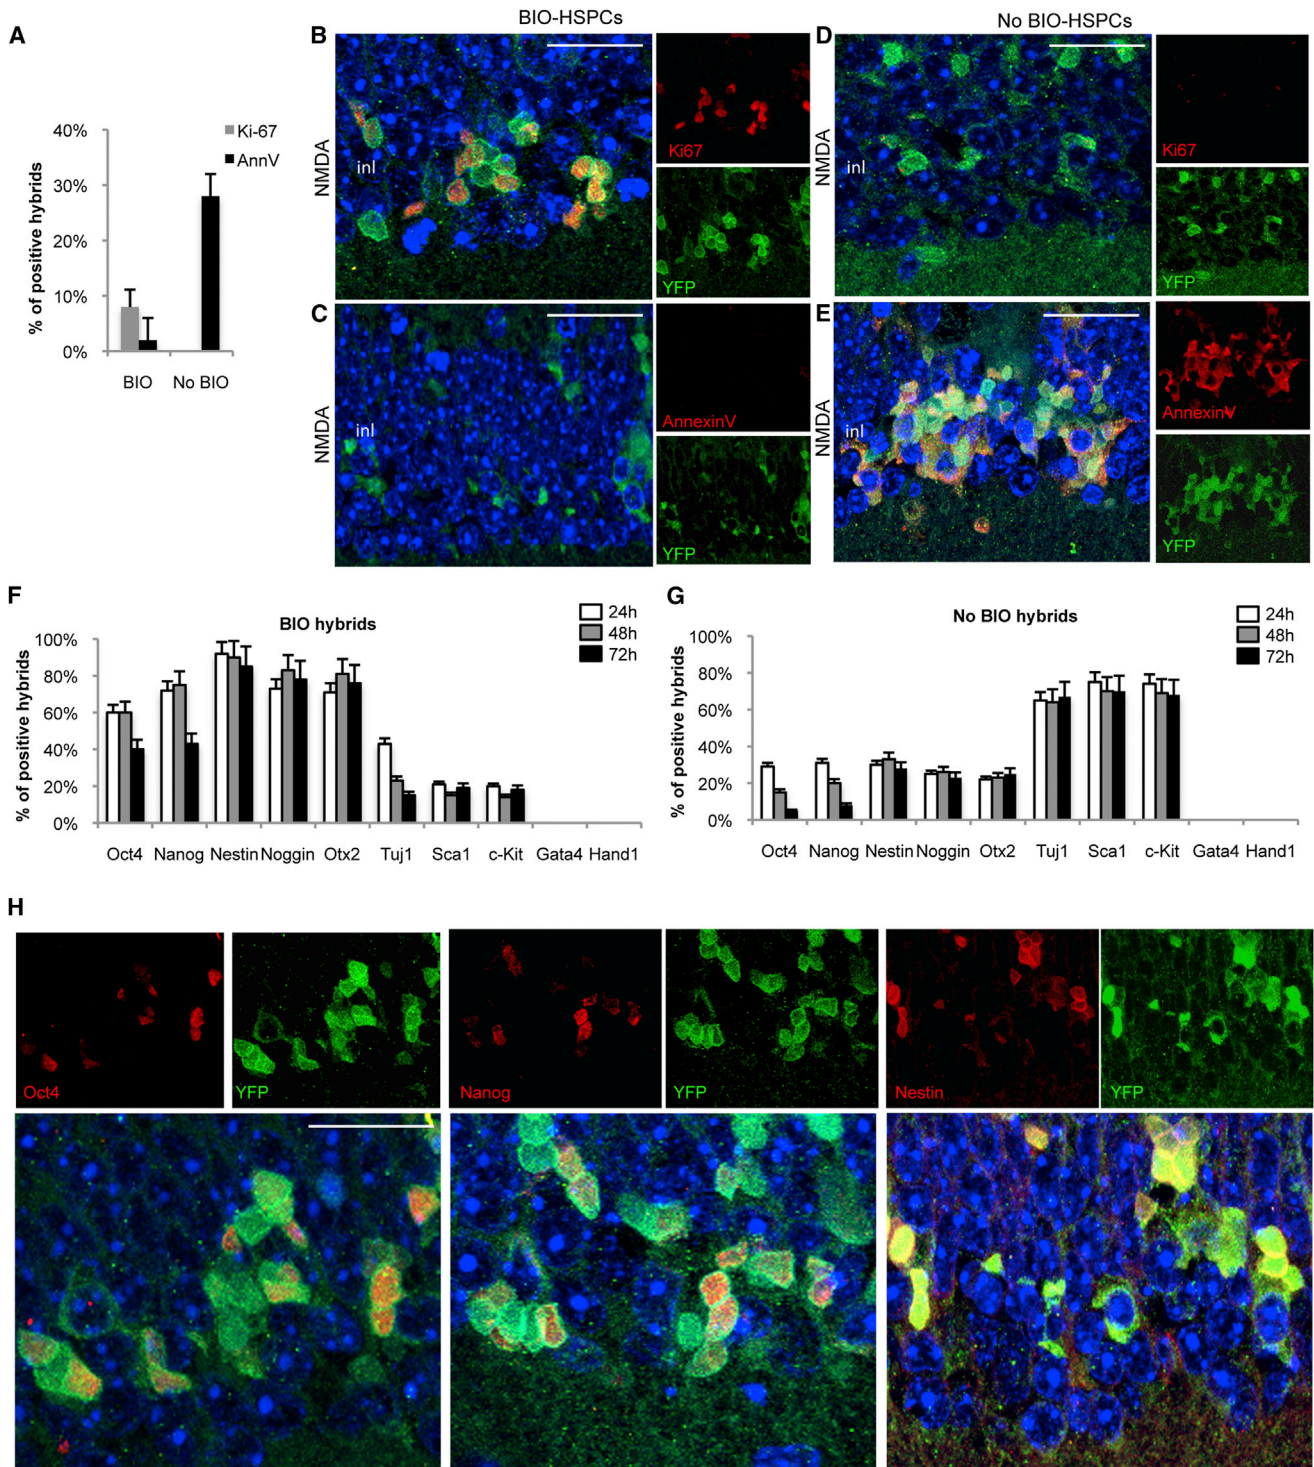 BIO-HSPCs
No BIO-HSPCs
A
% of positive hybrids
40%
30%
20%
10%
0%
Ki-67
AnnV
BIO
No BIO
B
NMDA
inl
Ki67
YFP
D
NMDA
inl
Ki67
YFP
C
NMDA
inl
AnnexinV
YFP
E
NMDA
inl
AnnexinV
YFP
F
BIO hybrids
24h
48h
72h
% of positive hybrids
100%
80%
60%
40%
20%
0%
Oct4 Nanog Nestin Noggin Otx2 Tuj1 Sca1 c-Kit Gata4 Hand1
G
No BIO hybrids
24h
48h
72h
% of positive hybrids
100%
80%
60%
40%
20%
0%
Oct4 Nanog Nestin Noggin Otx2 Tuj1 Sca1 c-Kit Gata4 Hand1
H
Oct4
YFP
Nanog
YFP
Nestin
YFP